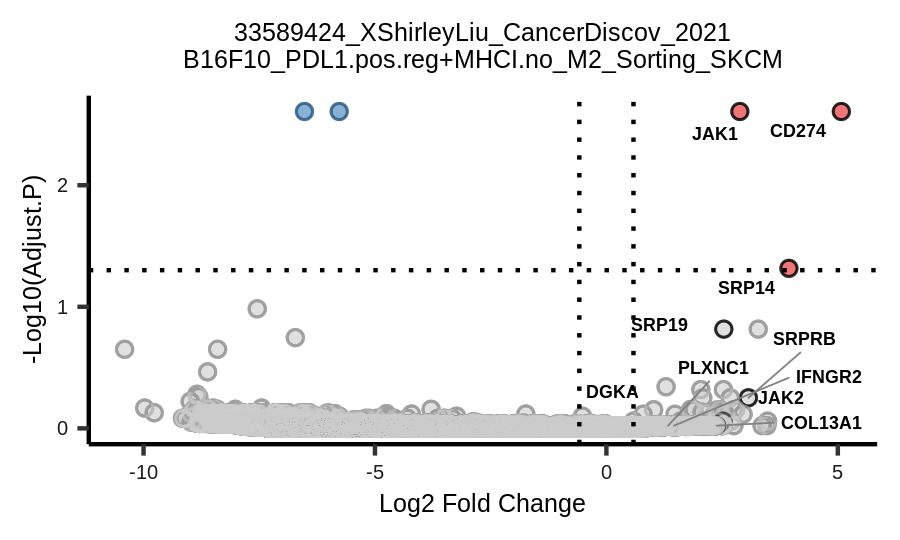 33589424_XShirleyLiu_CancerDiscov_2021
B16F10_PDL1.pos.reg+MHCI.no_M2_Sorting_SKCM
-Log10(Adjust.P)
2
1
0
JAK1
CD274
SRP14
SRP19
SRPRB
PLXNC1
IFNGR2
DGKA
JAK2
COL13A1
-10
-5
0
5
Log2 Fold Change